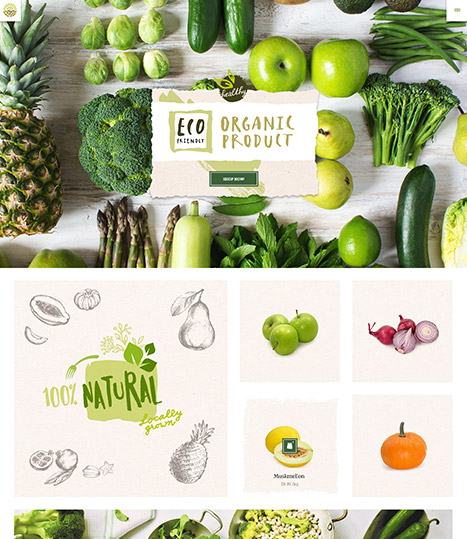 healthy
ECO
FRIENDLY
ORGANIC
PRODUCT
SHOP NOW
100% NATURAL
Locally
grown
Muskmelon